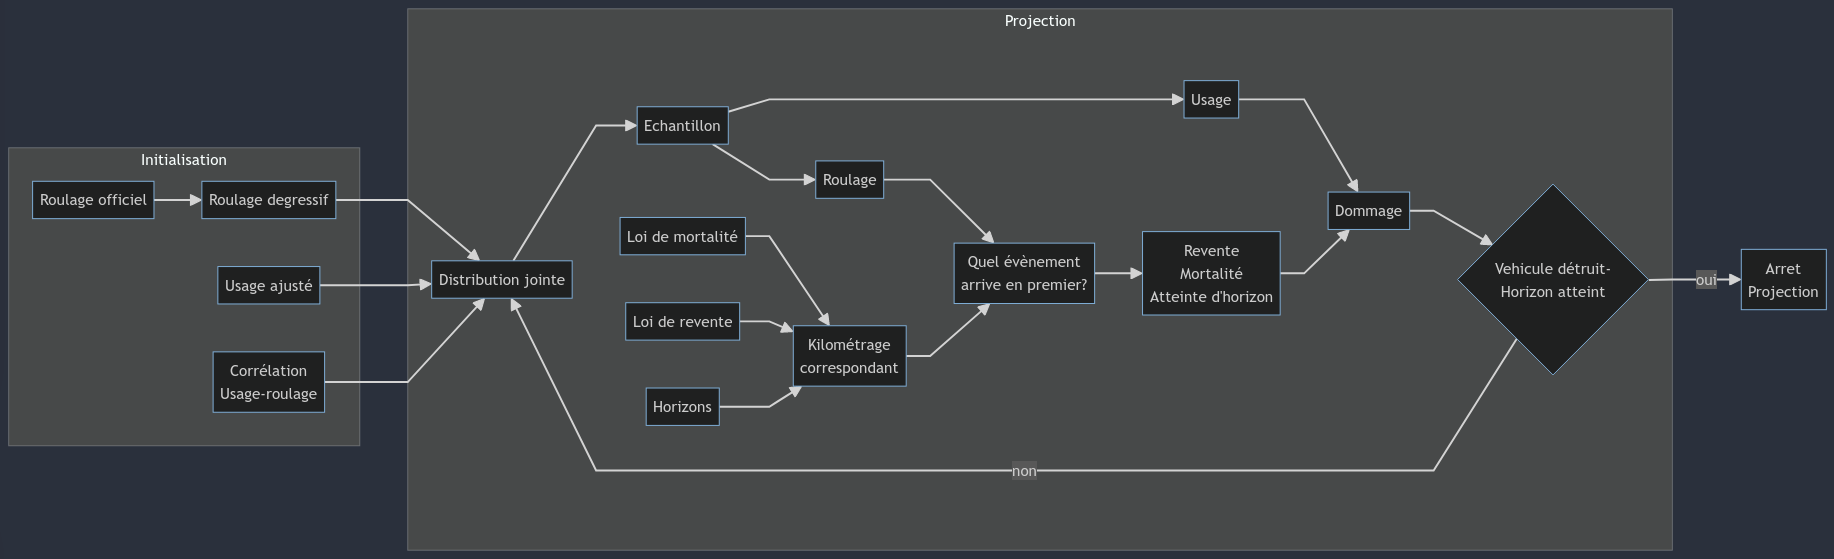 Projection
Initialisation
Roulage officiel
Roulage degressif
Usage ajusté
Corrélation
Usage-roulage
Distribution jointe
Echantillon
Usage
Roulage
Loi de mortalité
Loi de revente
Horizons
Kilométrage
correspondant
Quel évènement
arrive en premier?
Revente
Mortalité
Atteinte d'horizon
Dommage
Vehicule détruit-
Horizon atteint
non
oui
Arret
Projection